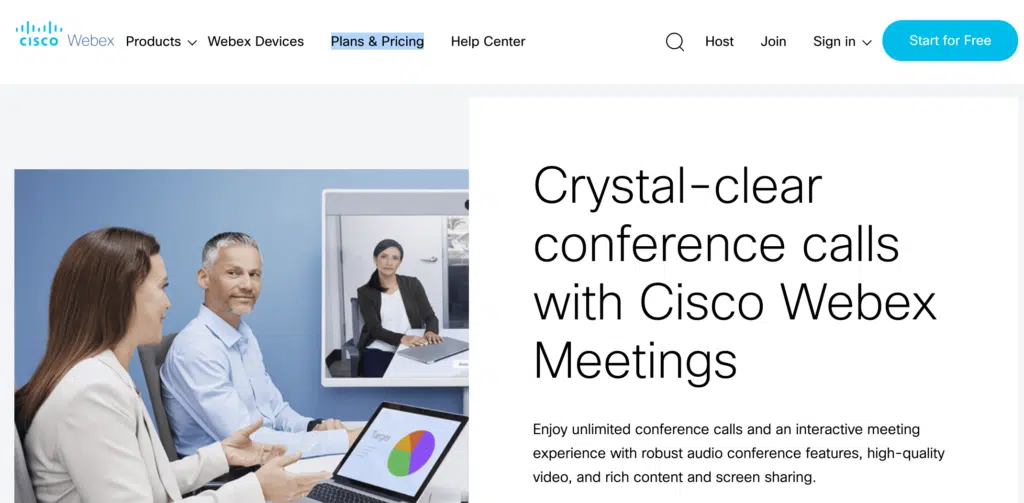 CISCO Webex Products Webex Devices Plans & Pricing Help Center Host Join Sign in Start for Free
Crystal-clear
conference calls
with Cisco Webex
Meetings
Enjoy unlimited conference calls and an interactive meeting
experience with robust audio conference features, high-quality
video, and rich content and screen sharing.
Target